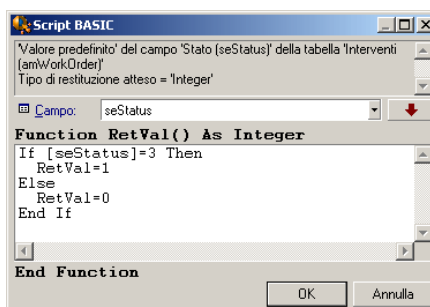 Script BASIC
'Valore predefinito' del campo 'Stato (seStatus)' della tabella 'Interventi
(amWorkOrder)'
Tipo di restituzione atteso = 'Integer'
Campo: seStatus
Function RetVal() As Integer
If [seStatus]=3 Then
  RetVal=1
Else
  RetVal=0
End If
End Function
OK Annulla